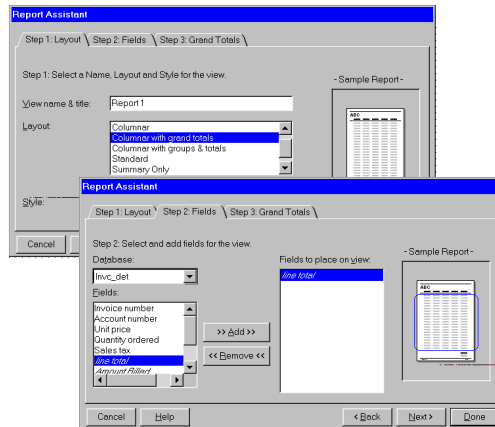 Report Assistant
Step 1: Layout Step 2: Fields Step 3: Grand Totals
Step 1: Select a Name, Layout and Style for the view.
- Sample Report -
View name & title: Report 1
ABC
Layout:
Columnar
Columnar with grand totals
Columnar with groups & totals
Standard
Summary Only
Style:
Cancel
Report Assistant
Step 1: Layout Step 2: Fields Step 3: Grand Totals
Step 2: Select and add fields for the view.
- Sample Report -
Database: Fields to place on view:
Invc_det
line total
ABC
Fields:
Invoice number
Account number
Unit price
Quantity ordered
Sales tax
line total
Amount Billed
>> Add >>
<< Remove <<
Cancel Help < Back Next > Done